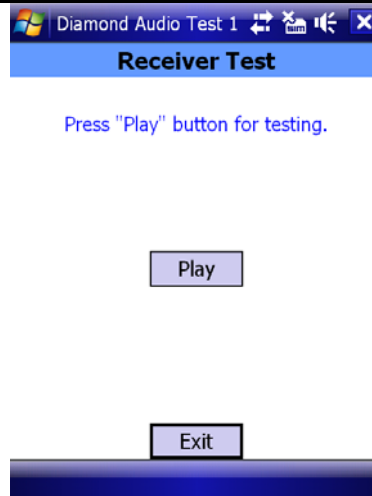 Diamond Audio Test 1
Receiver Test
Press "Play" button for testing.
Play
Exit